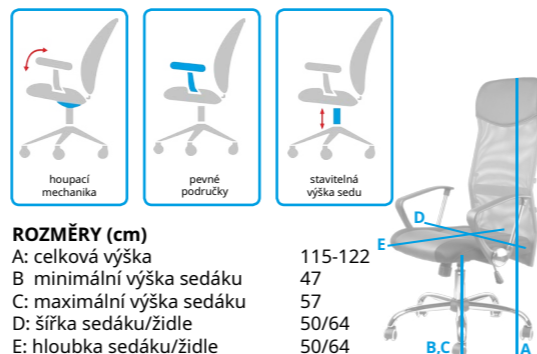 houpací
mechanika
pevné
područky
stavitelná
výška sedu
ROZMĚRY (cm)
A: celková výška 115-122
B minimální výška sedáku 47
C: maximální výška sedáku 57
D: šířka sedáku/židle 50/64
E: hloubka sedáku/židle 50/64
D
E
B,C
A